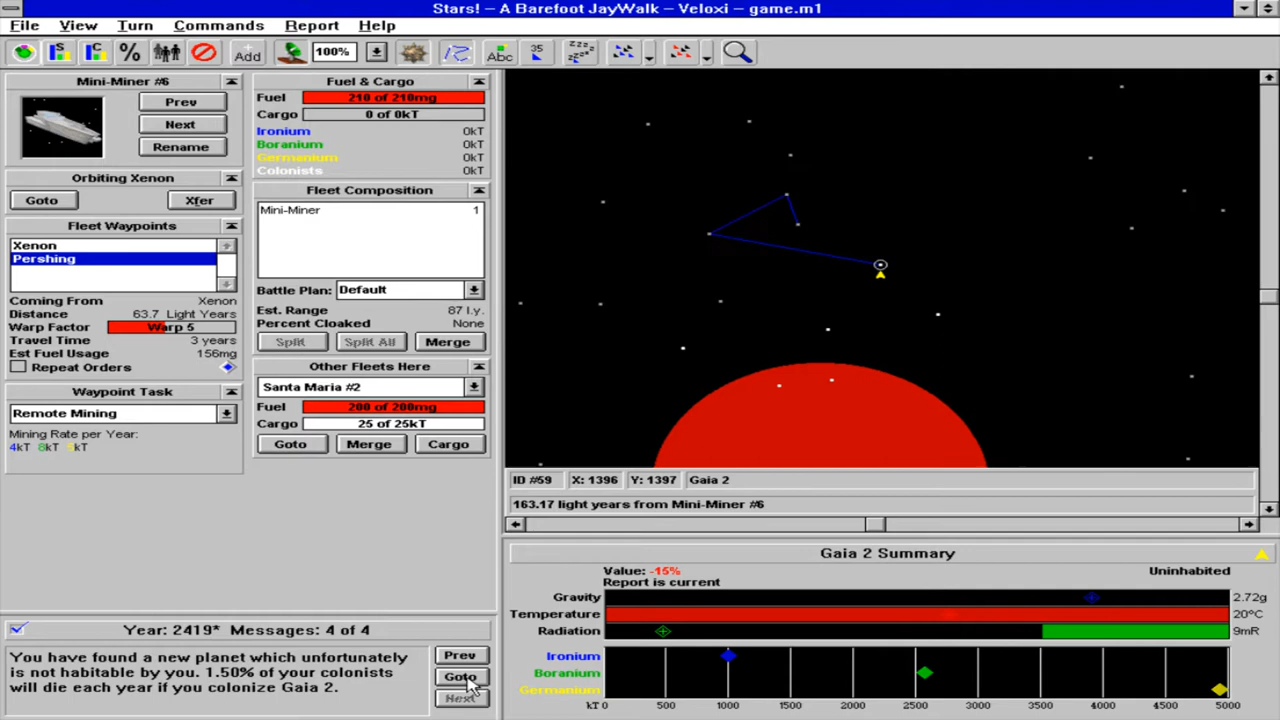 Stars! – A Barefoot JayWalk – Veloxi – game.m1
File View Turn Commands Report Help
S C % Add 100% Abc 35 zzzz zzzz
Mini-Miner #6
Prev
Next
Rename
Orbiting Xenon
Goto Xfer
Fleet Waypoints
Xenon
Pershing
Coming From Xenon
Distance 63.7 Light Years
Warp Factor Warp 5
Travel Time 3 years
Est Fuel Usage 156mg
Repeat Orders
Waypoint Task
Remote Mining
Mining Rate per Year:
4kT 8kT
Fuel & Cargo
Fuel 210 of 210mg
Cargo 0 of 0kT
Ironium 0kT
Boranium 0kT
Germanium 0kT
Colonists 0kT
Fleet Composition
Mini-Miner 1
Battle Plan: Default
Est. Range 87 l.y.
Percent Cloaked None
Split Split All Merge
Other Fleets Here
Santa Maria #2
Fuel 200 of 200mg
Cargo 25 of 25kT
Goto Merge Cargo
ID #59 X: 1396 Y: 1397 Gaia 2
163.17 light years from Mini-Miner #6
Year: 2419* Messages: 4 of 4
You have found a new planet which unfortunately
is not habitable by you. 1.50% of your colonists
will die each year if you colonize Gaia 2.
Prev
Goto
Next
Gaia 2 Summary
Value: -15% Uninhabited
Report is current
Gravity 2.72g
Temperature 20°C
Radiation 9mR
Ironium
Boranium
Germanium
kT 0 500 1000 1500 2000 2500 3000 3500 4000 4500 5000